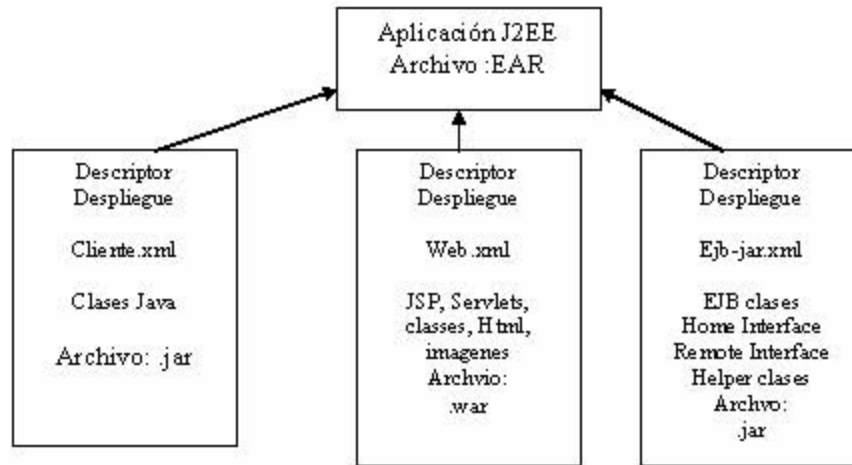 Aplicación J2EE
Archivo :EAR
Descriptor
Despliegue
Cliente.xml
Clases Java
Archivo: .jar
Descriptor
Despliegue
Web.xml
JSP, Servlets,
classes, Html,
imagenes
Archvio:
.war
Descriptor
Despliegue
Ejb-jar.xml
EJB clases
Home Interface
Remote Interface
Helper clases
Archvo:
.jar